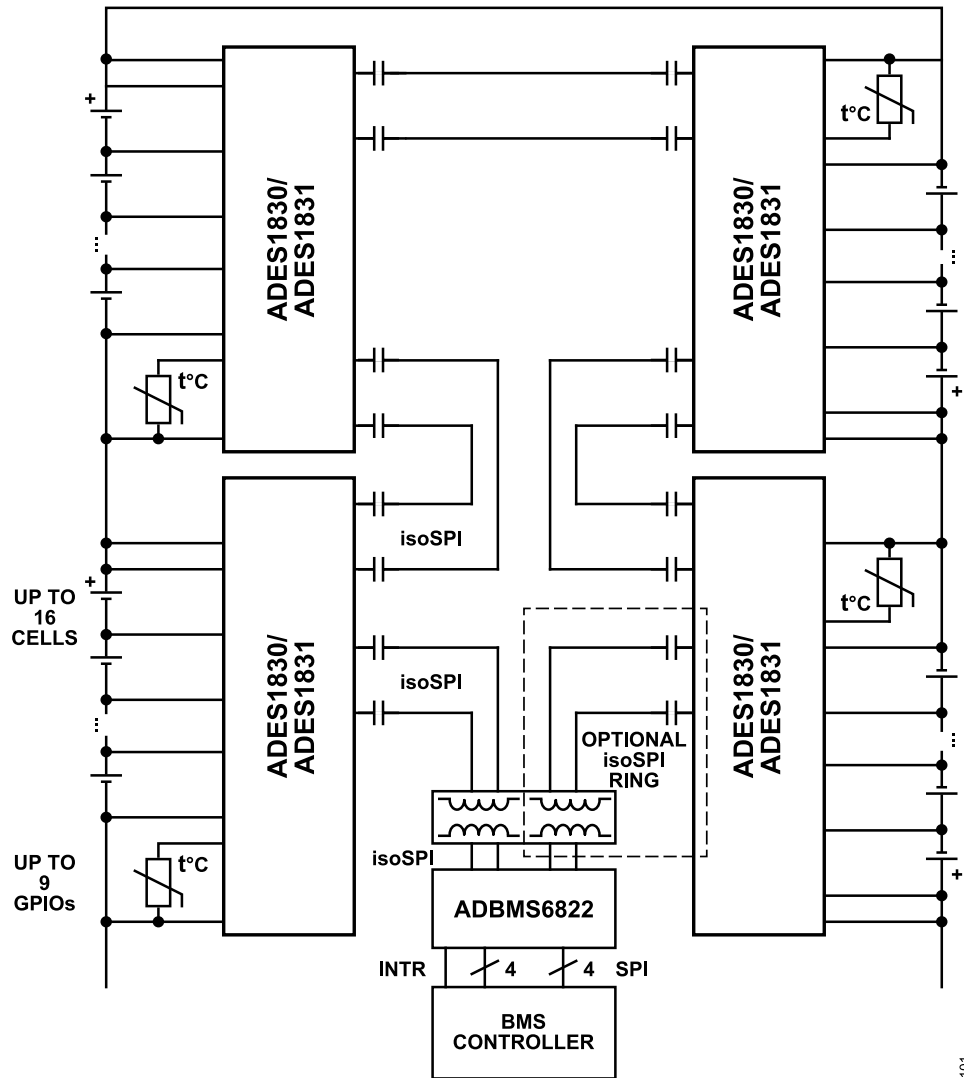 +
t°C
ADES1830/
ADES1831
ADES1830/
ADES1831
t°C
...
...
+
t°C
isoSPI
+
UP TO
16
CELLS
t°C
ADES1830/
ADES1831
isoSPI
ADES1830/
ADES1831
...
...
OPTIONAL
isoSPI
RING
isoSPI
UP TO
9
GPIOs
t°C
+
ADBMS6822
INTR
4
4
SPI
BMS
CONTROLLER
101